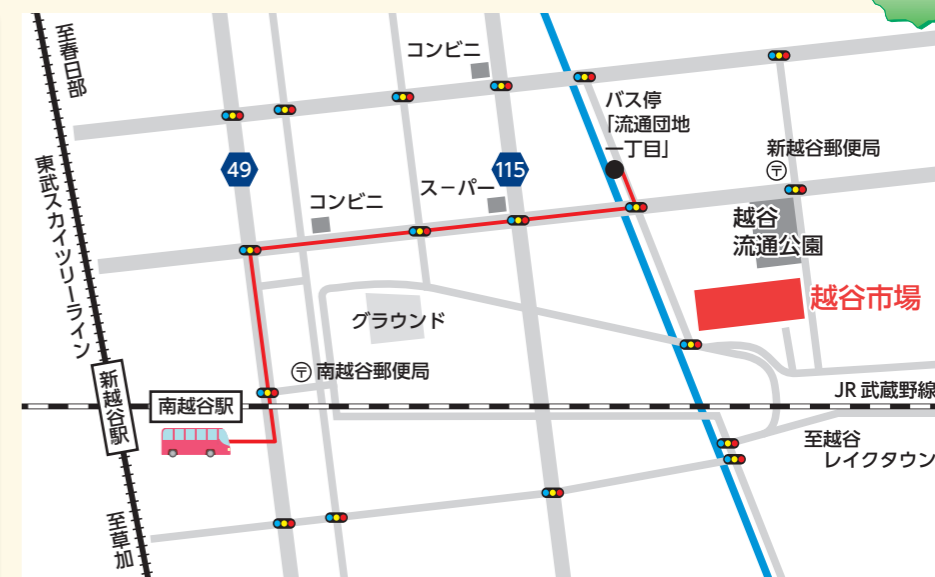 至春日部
東武スカイツリーライン
新越谷駅
至草加
コンビニ
バス停
「流通団地
一丁目」
新越谷郵便局
〒
49
115
コンビニ
スーパー
越谷
流通公園
越谷市場
グラウンド
〒 南越谷郵便局
南越谷駅
JR 武蔵野線
至越谷
レイクタウン